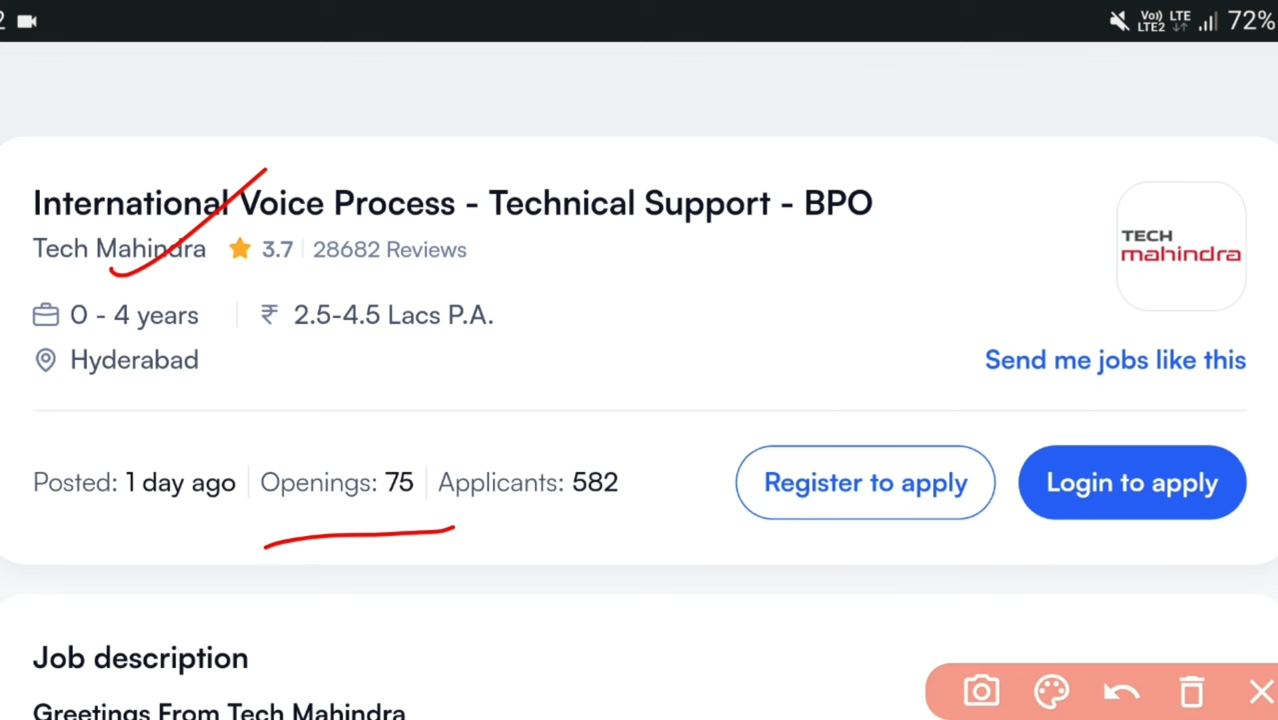 2
Vo)) LTE
LTE2
72%
International Voice Process - Technical Support - BPO
Tech Mahindra 3.7 28682 Reviews
TECH
mahindra
0 - 4 years ₹ 2.5-4.5 Lacs P.A.
Hyderabad
Send me jobs like this
Posted: 1 day ago Openings: 75 Applicants: 582
Register to apply
Login to apply
Job description
Greetings From Tech Mahindra